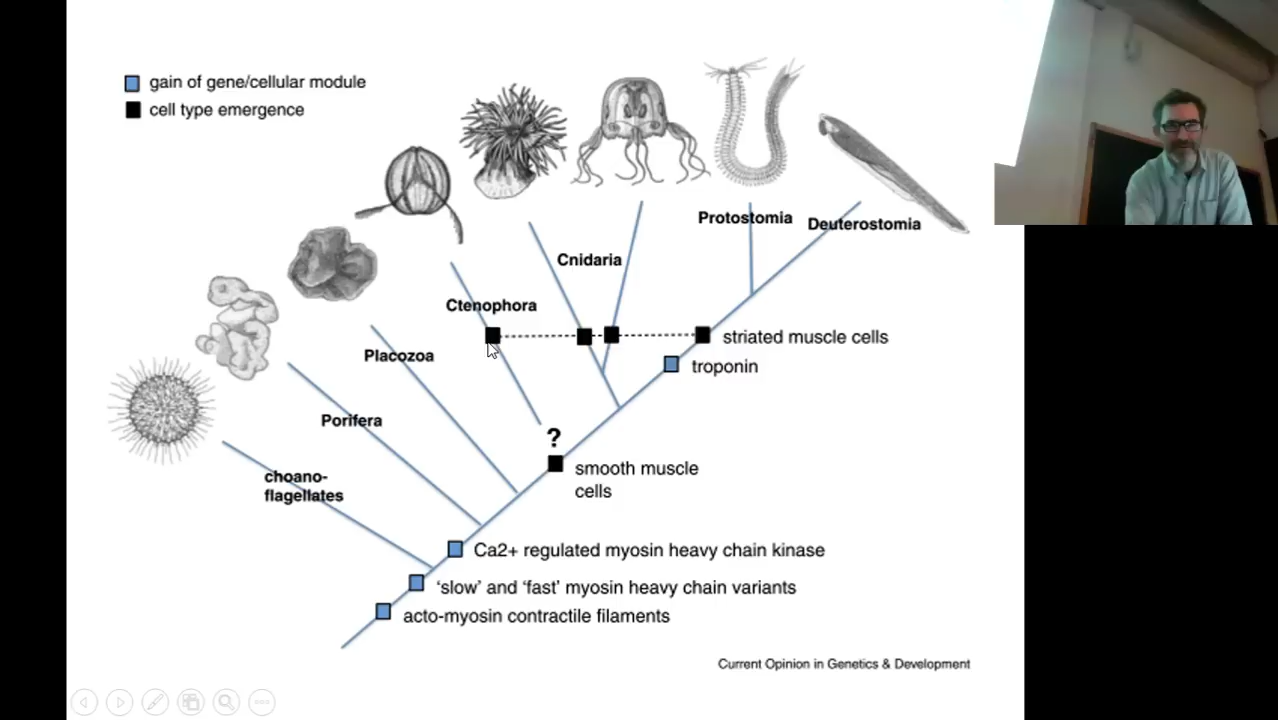 gain of gene/cellular module
cell type emergence
Protostomia
Deuterostomia
Cnidaria
Ctenophora
striated muscle cells
Placozoa
troponin
Porifera
?
smooth muscle
cells
choano-
flagellates
Ca2+ regulated myosin heavy chain kinase
‘slow’ and ‘fast’ myosin heavy chain variants
acto-myosin contractile filaments
Current Opinion in Genetics & Development